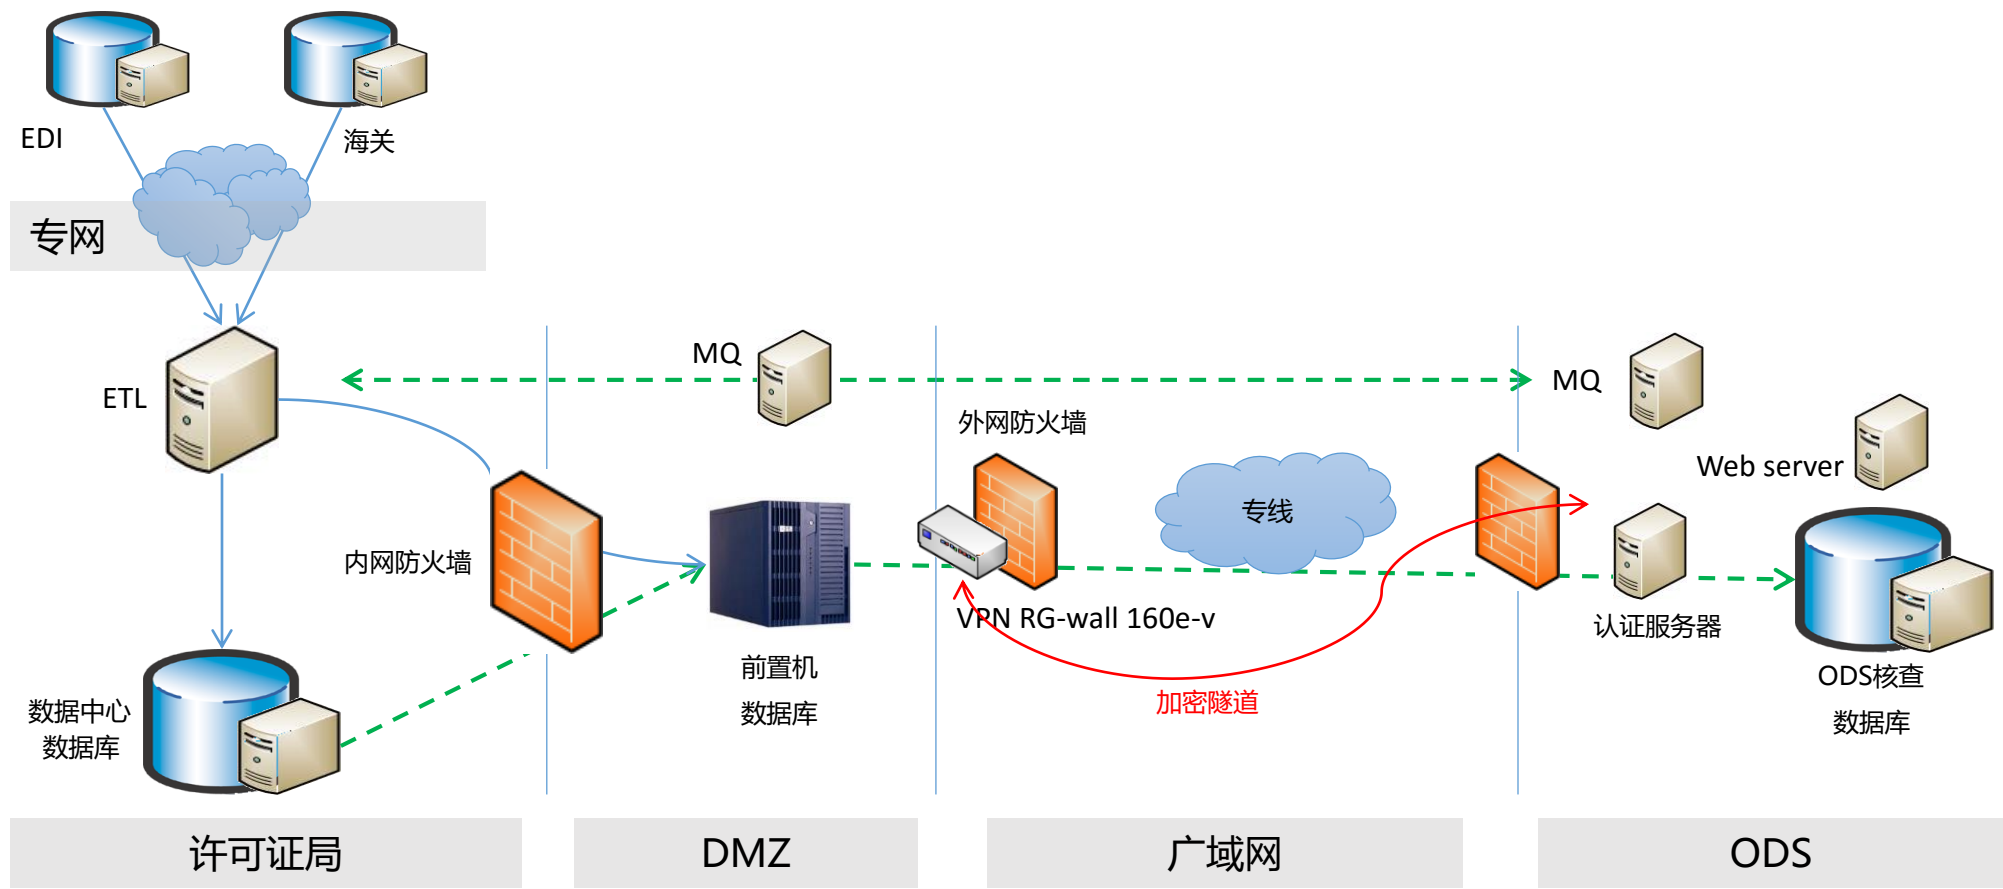 EDI
海关
专网
ETL
MQ
MQ
外网防火墙
Web server
专线
内网防火墙
VPN RG-wall 160e-v
认证服务器
前置机
数据库
加密隧道
ODS核查
数据库
数据中心
数据库
许可证局
DMZ
广域网
ODS